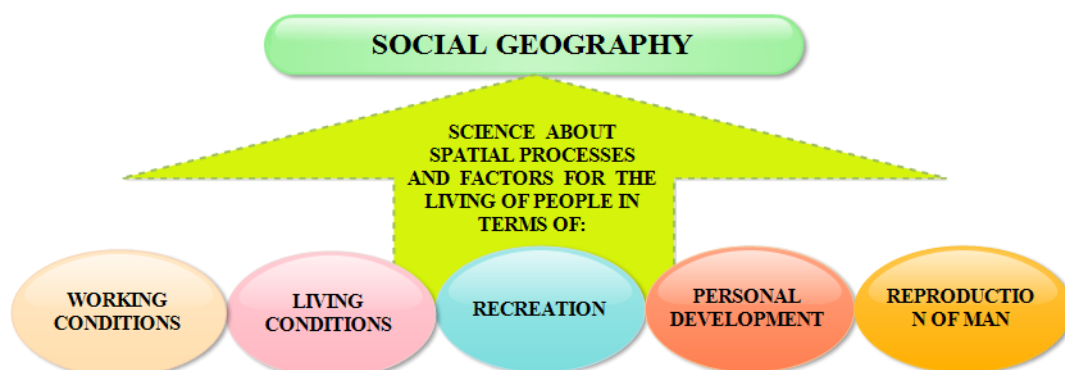 SOCIAL GEOGRAPHY
SCIENCE ABOUT
SPATIAL PROCESSES
AND FACTORS FOR THE
LIVING OF PEOPLE IN
TERMS OF:
WORKING
CONDITIONS
LIVING
CONDITIONS
RECREATION
PERSONAL
DEVELOPMENT
REPRODUCTIO
N OF MAN